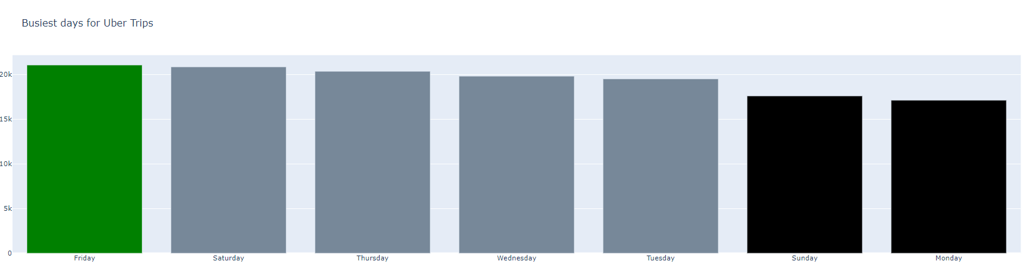 Busiest days for Uber Trips
20k
15k
10k
5k
0
Friday Saturday Thursday Wednesday Tuesday Sunday Monday